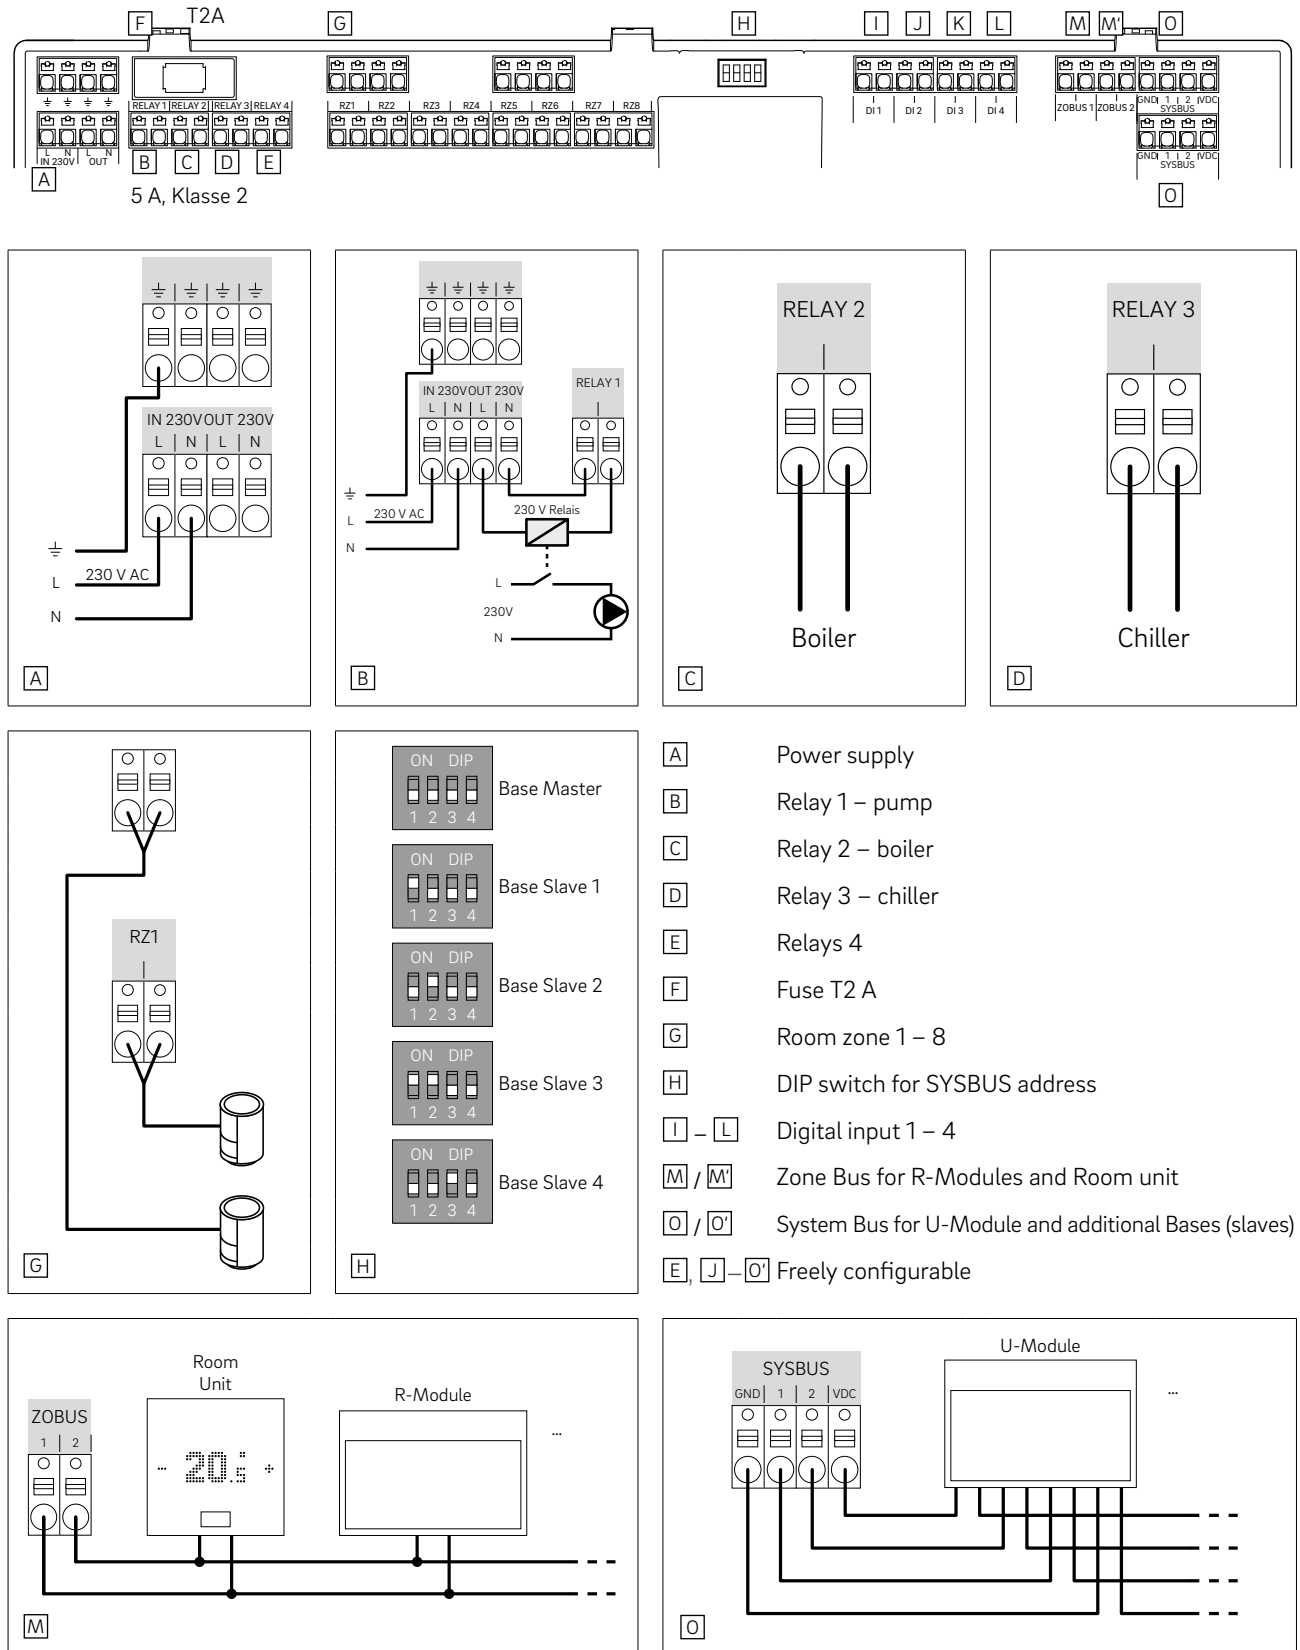 F T2A G H I J K L M M' O
RELAY 1 RELAY 2 RELAY 3 RELAY 4 RZ1 RZ2 RZ3 RZ4 RZ5 RZ6 RZ7 RZ8
DI 1 DI 2 DI 3 DI 4
ZOBUS 1 ZOBUS 2
GND 1 2 VDC
SYSBUS
L N L N
IN 230V OUT
A B C D E
GND 1 2 VDC
SYSBUS
5 A, Klasse 2
O
IN 230V OUT 230V
L N L N
L 230 V AC
N
A
IN 230V OUT 230V
L N L N
RELAY 1
L 230 V AC
N
230 V Relais
L
230V
N
B
RELAY 2
Boiler
C
RELAY 3
Chiller
D
RZ1
G
ON DIP
1 2 3 4
Base Master
ON DIP
1 2 3 4
Base Slave 1
ON DIP
1 2 3 4
Base Slave 2
ON DIP
1 2 3 4
Base Slave 3
ON DIP
1 2 3 4
Base Slave 4
H
A Power supply
B Relay 1 – pump
C Relay 2 – boiler
D Relay 3 – chiller
E Relays 4
F Fuse T2 A
G Room zone 1 – 8
H DIP switch for SYSBUS address
I – L Digital input 1 – 4
M / M' Zone Bus for R-Modules and Room unit
O / O' System Bus for U-Module and additional Bases (slaves)
E, J – O' Freely configurable
ZOBUS
1 2
Room
Unit
- 20.5 +
R-Module
...
M
SYSBUS
GND 1 2 VDC
U-Module
...
O